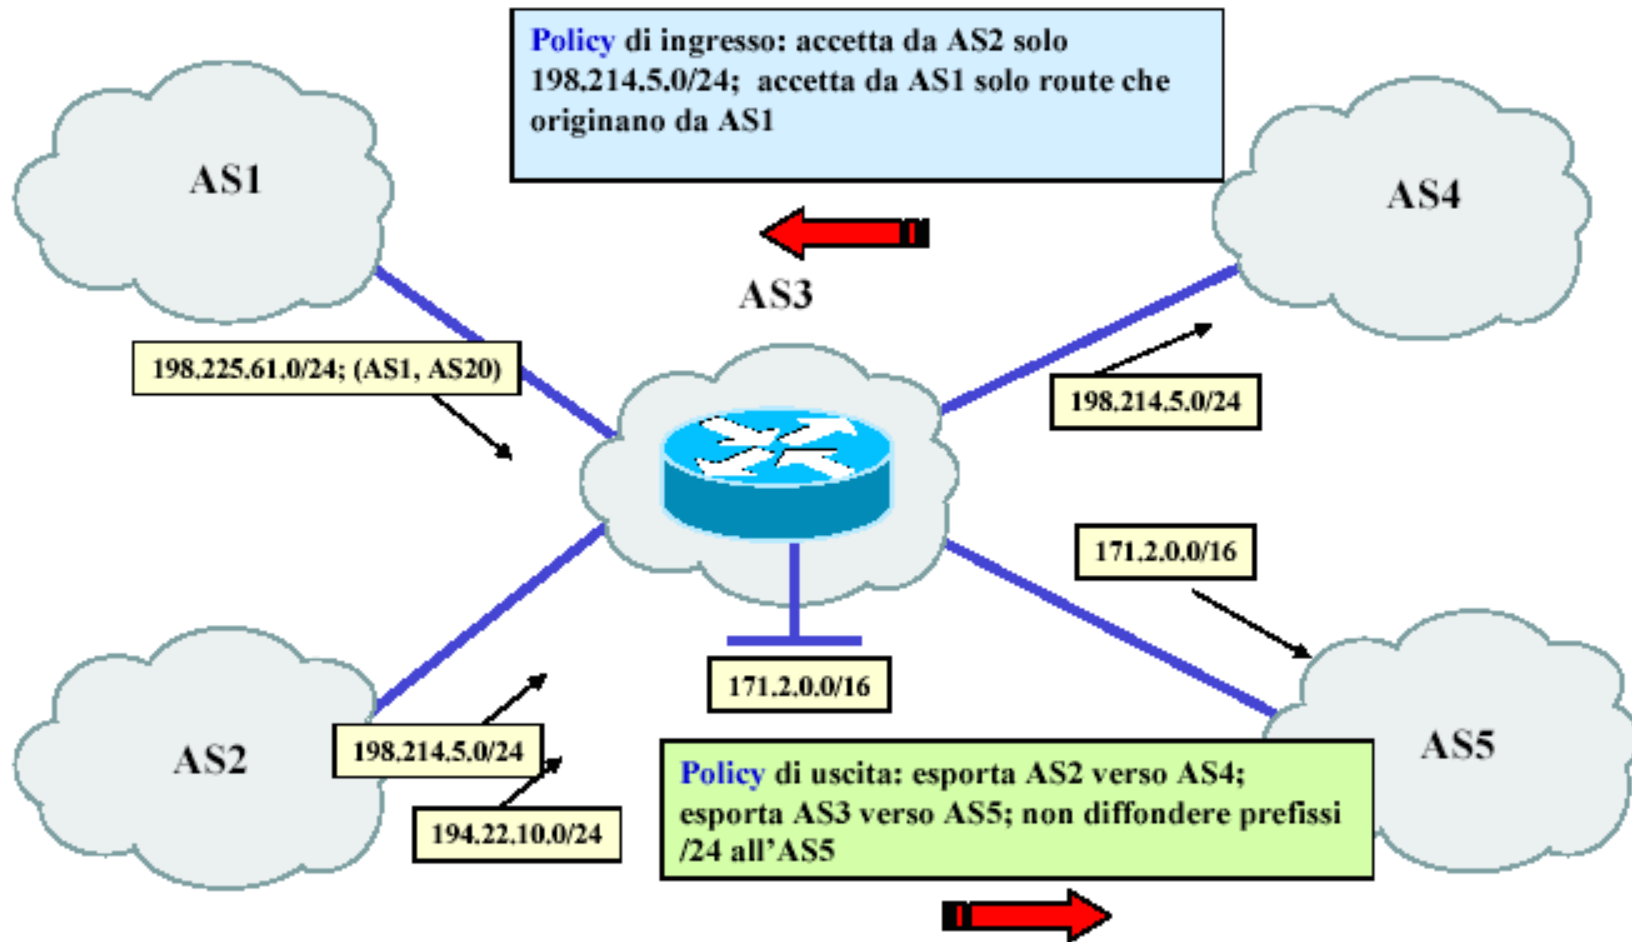 Policy di ingresso: accetta da AS2 solo
198.214.5.0/24; accetta da AS1 solo route che
originano da AS1
AS1
AS4
AS3
198.225.61.0/24; (AS1, AS20)
198.214.5.0/24
171.2.0.0/16
171.2.0.0/16
AS2
198.214.5.0/24
194.22.10.0/24
AS5
Policy di uscita: esporta AS2 verso AS4;
esporta AS3 verso AS5; non diffondere prefissi
/24 all'AS5